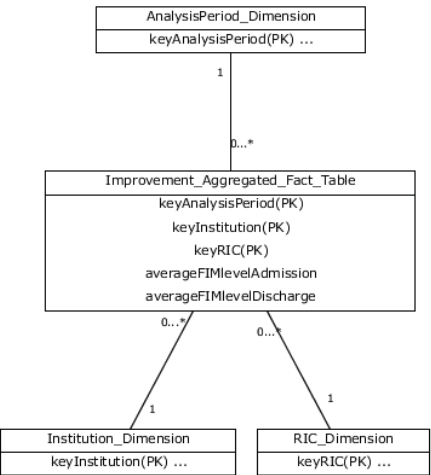 AnalysisPeriod_Dimension
keyAnalysisPeriod(PK) ...
1
0...*
Improvement_Aggregated_Fact_Table
keyAnalysisPeriod(PK)
keyInstitution(PK)
keyRIC(PK)
averageFIMlevelAdmission
averageFIMlevelDischarge
0...*
0...*
1
1
Institution_Dimension
keyInstitution(PK) ...
RIC_Dimension
keyRIC(PK) ...